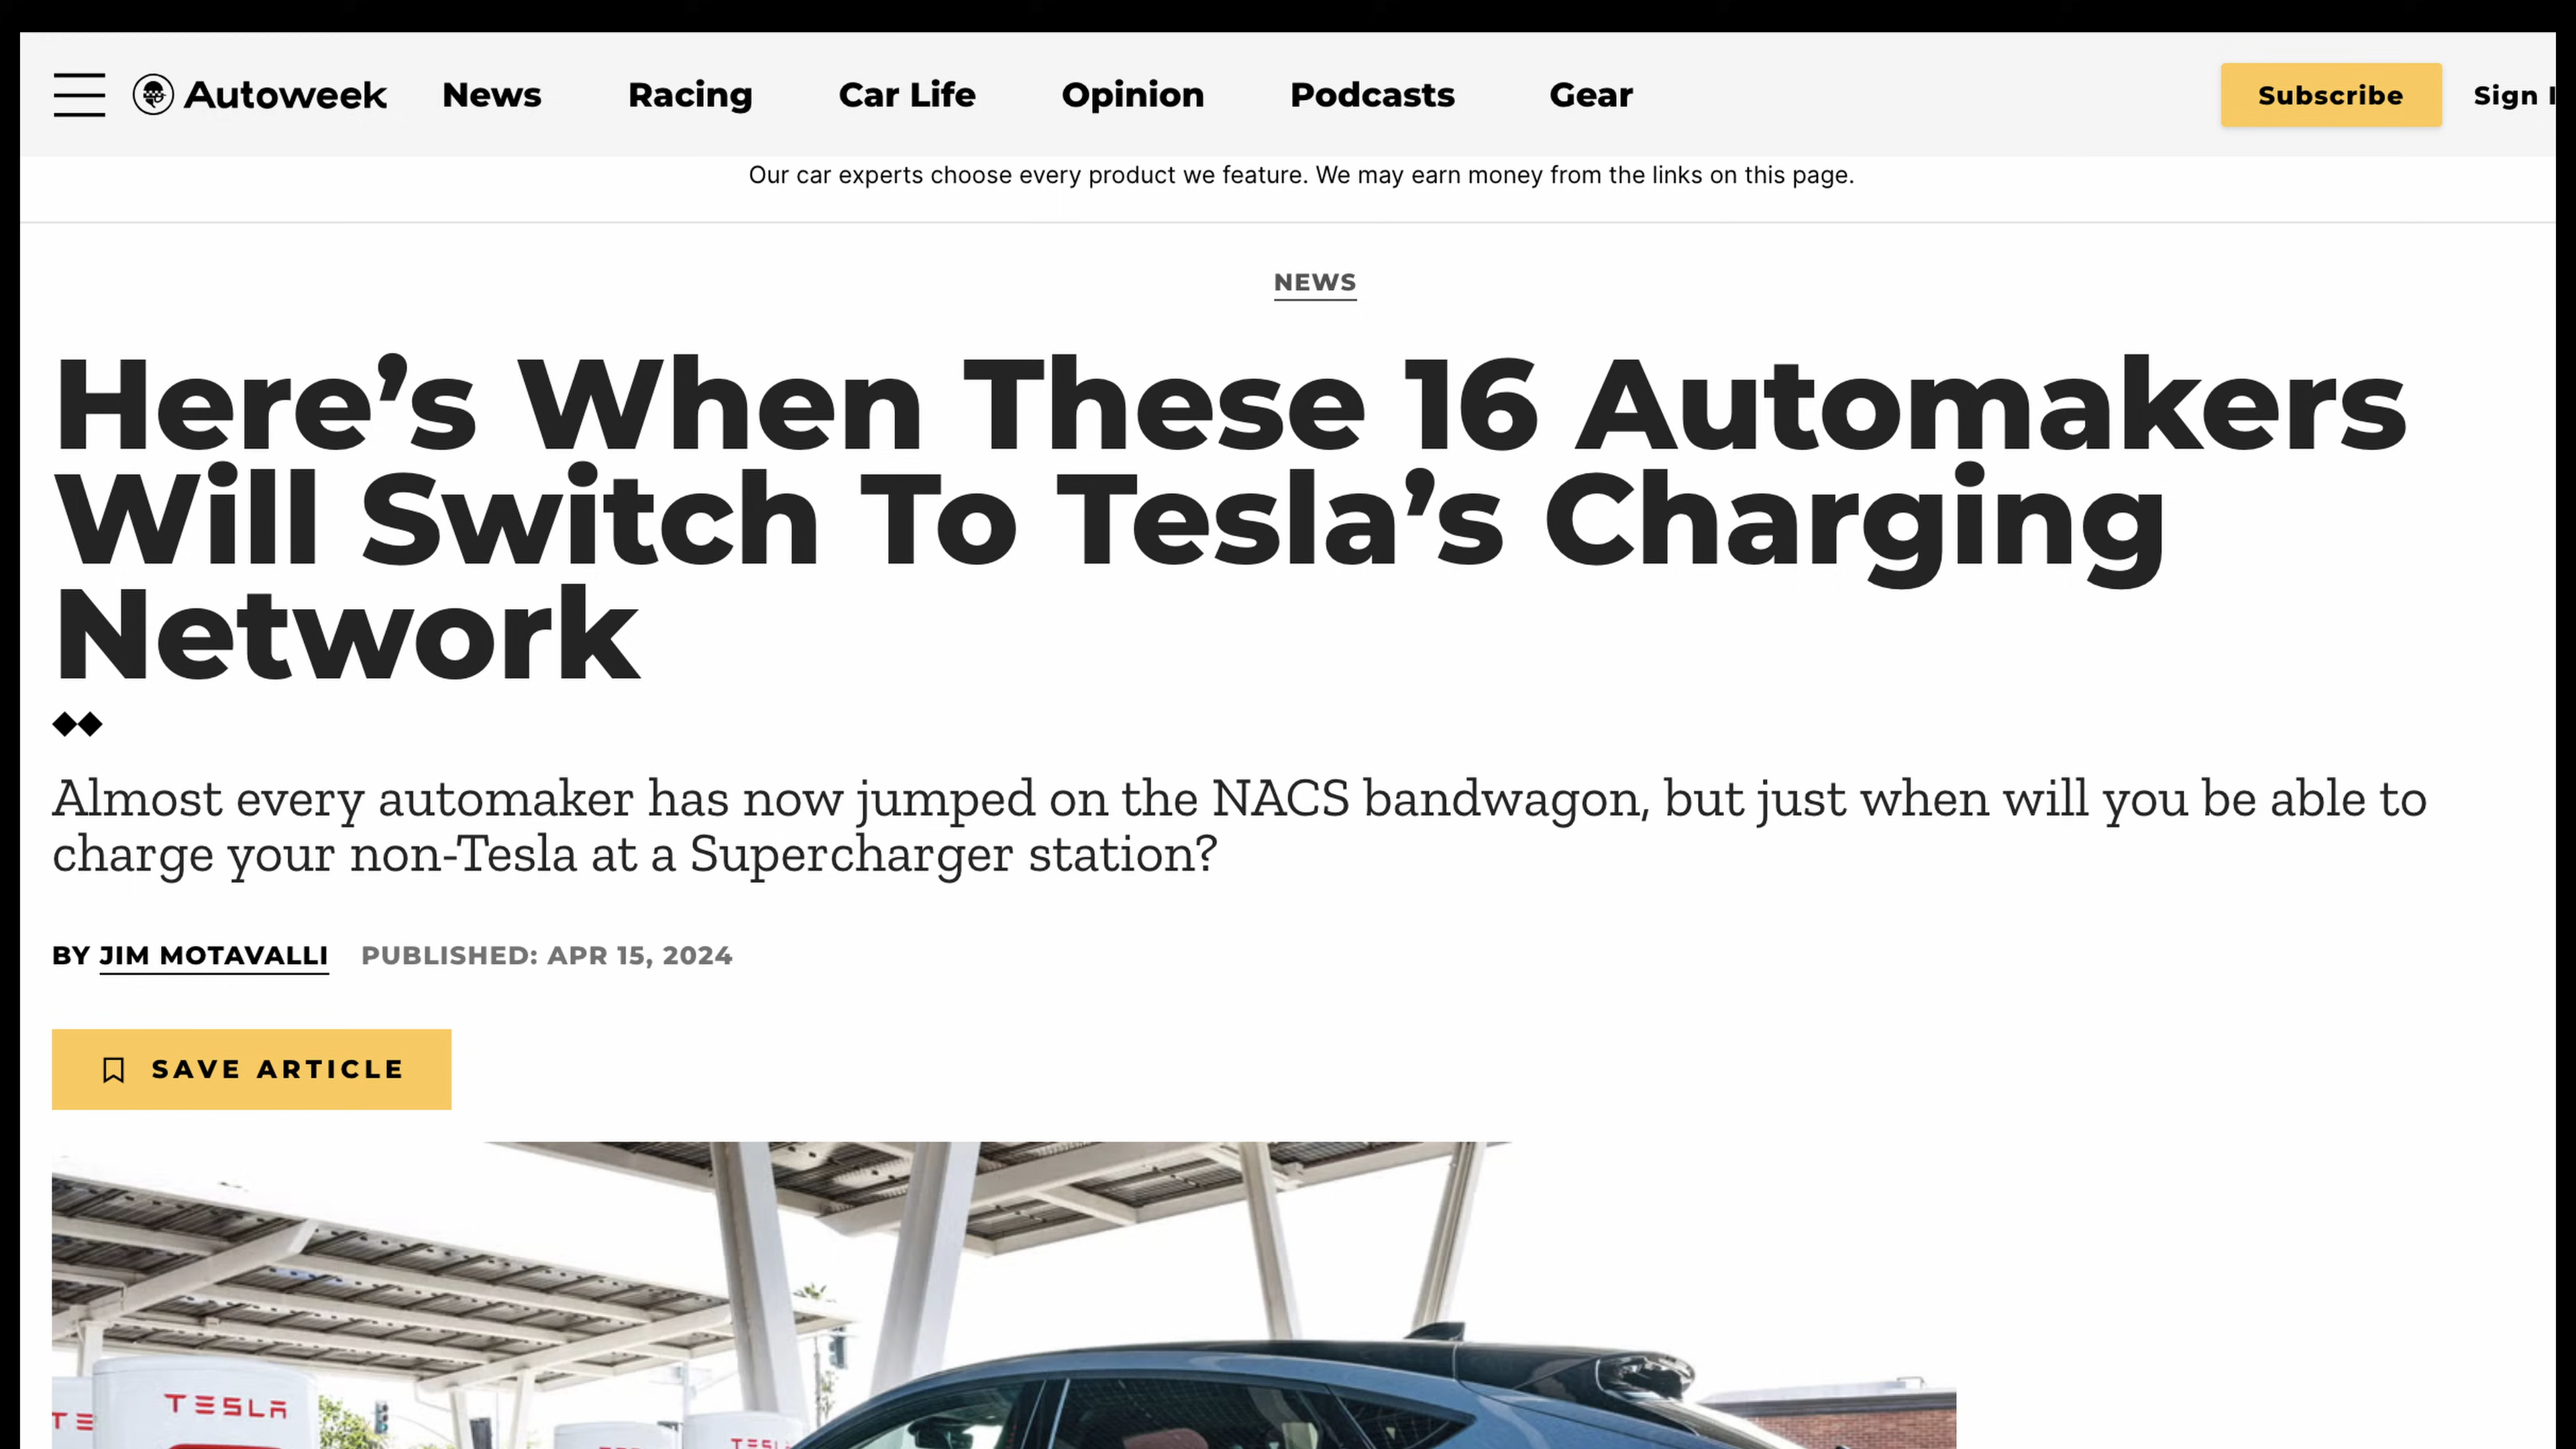 Autoweek News Racing Car Life Opinion Podcasts Gear Subscribe Sign
Our car experts choose every product we feature. We may earn money from the links on this page.
NEWS
Here’s When These 16 Automakers
Will Switch To Tesla’s Charging
Network
Almost every automaker has now jumped on the NACS bandwagon, but just when will you be able to
charge your non-Tesla at a Supercharger station?
BY JIM MOTAVALLI PUBLISHED: APR 15, 2024
SAVE ARTICLE
TESLA